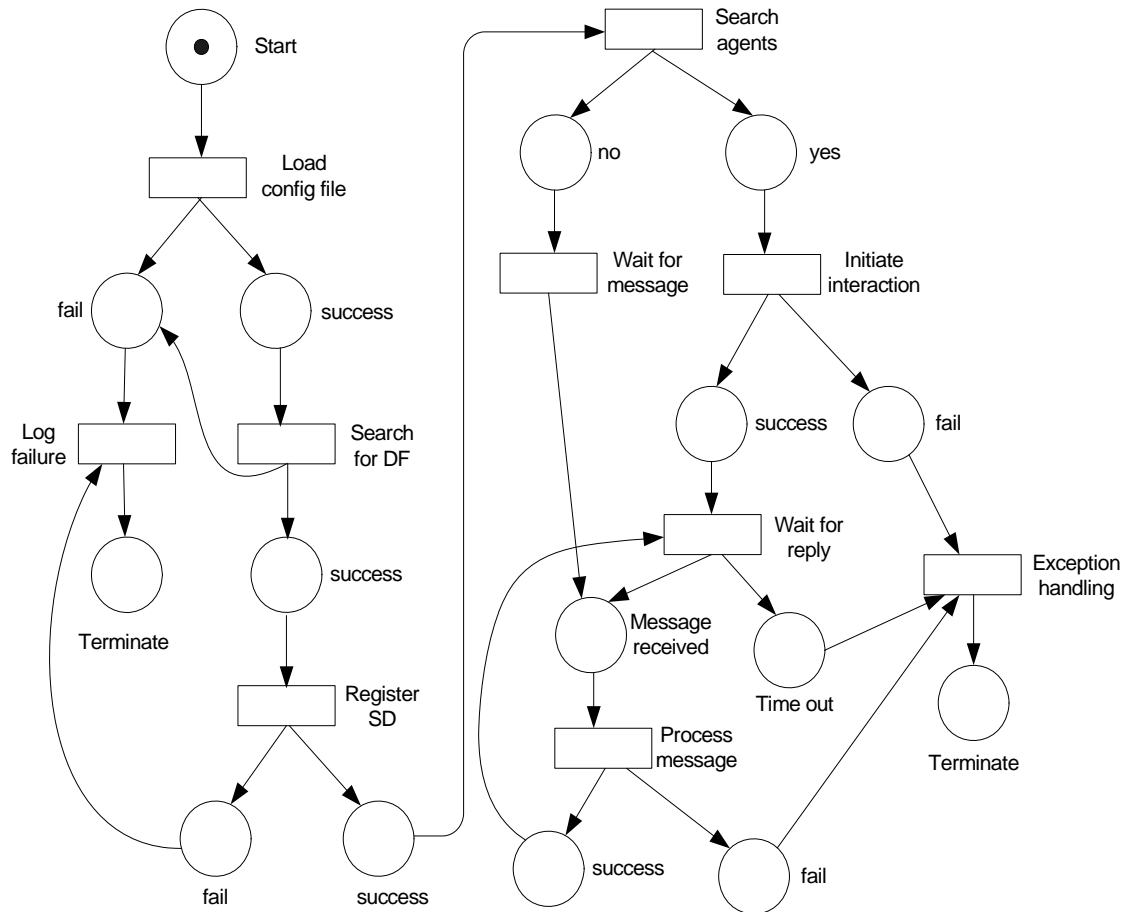 Start
Load
config file
fail
success
Log
failure
Search
for DF
success
Terminate
Register
SD
fail
success
Search
agents
no
yes
Wait for
message
Initiate
interaction
success
fail
Wait for
reply
Exception
handling
Message
received
Time out
Process
message
Terminate
success
fail